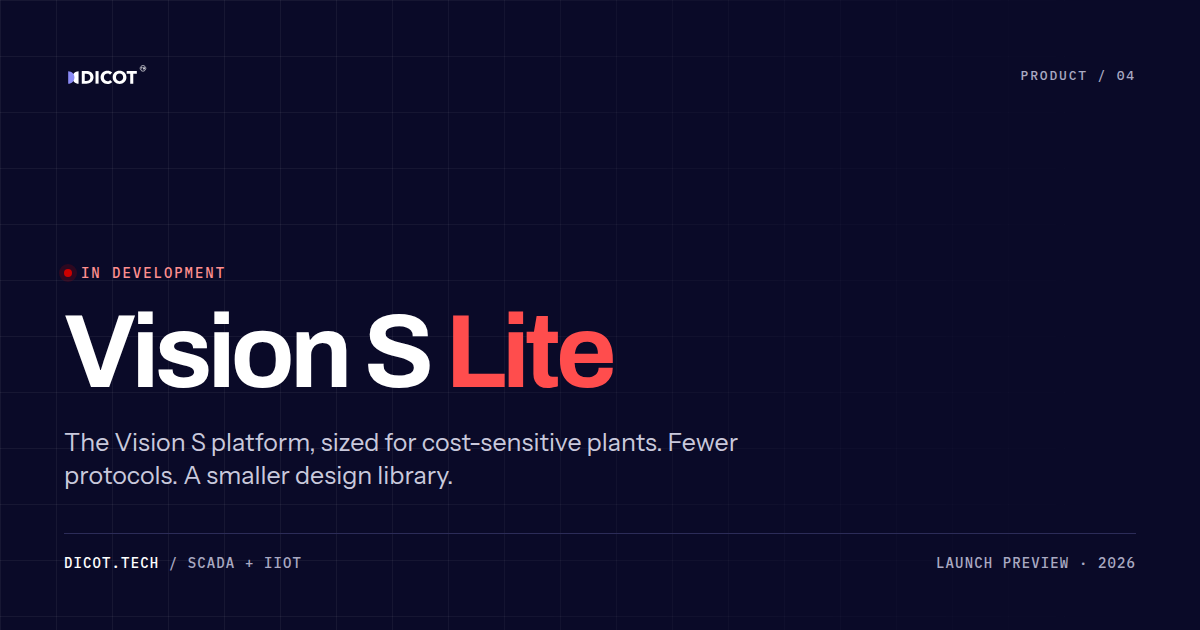 DICOT
PRODUCT / 04
IN DEVELOPMENT
Vision S Lite
The Vision S platform, sized for cost-sensitive plants. Fewer
protocols. A smaller design library.
DICOT.TECH / SCADA + IIOT
LAUNCH PREVIEW · 2026